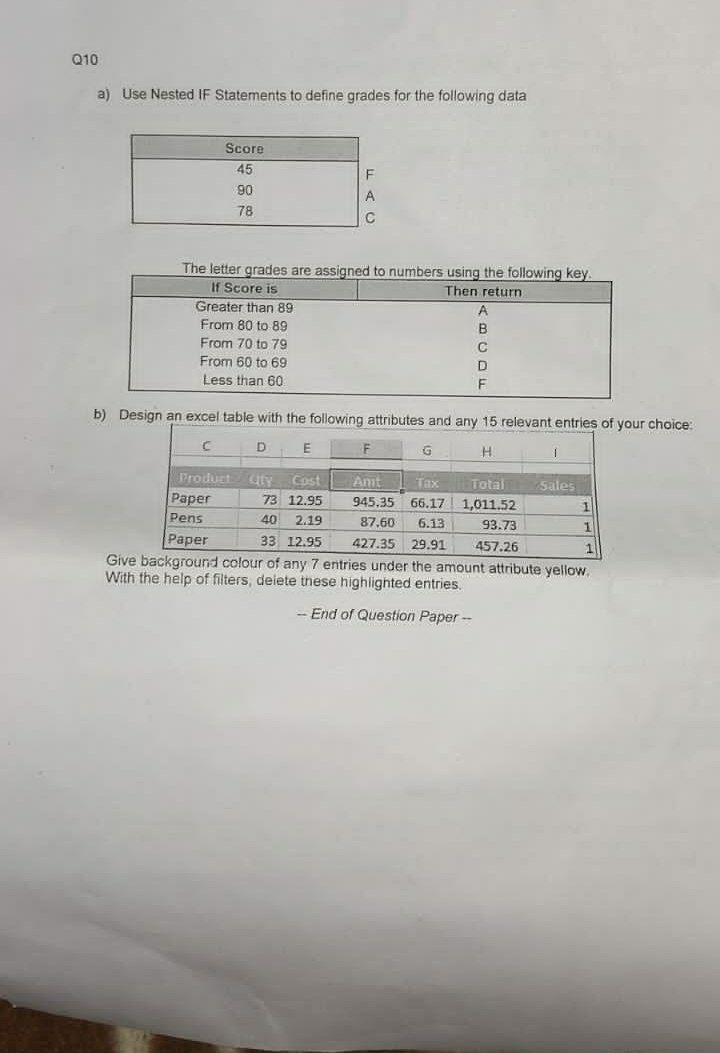 Q10
a) Use Nested IF Statements to define grades for the following data
Score
45 F
90 A
78 C
The letter grades are assigned to numbers using the following key.
If Score is Then return
Greater than 89 A
From 80 to 89 B
From 70 to 79 C
From 60 to 69 D
Less than 60 F
b) Design an excel table with the following attributes and any 15 relevant entries of your choice:
C D E F G H I
Product Qty Cost Amt Tax Total Sales
Paper 73 12.95 945.35 66.17 1,011.52 1
Pens 40 2.19 87.60 6.13 93.73 1
Paper 33 12.95 427.35 29.91 457.26 1
Give background colour of any 7 entries under the amount attribute yellow.
With the help of filters, delete these highlighted entries.
-- End of Question Paper --